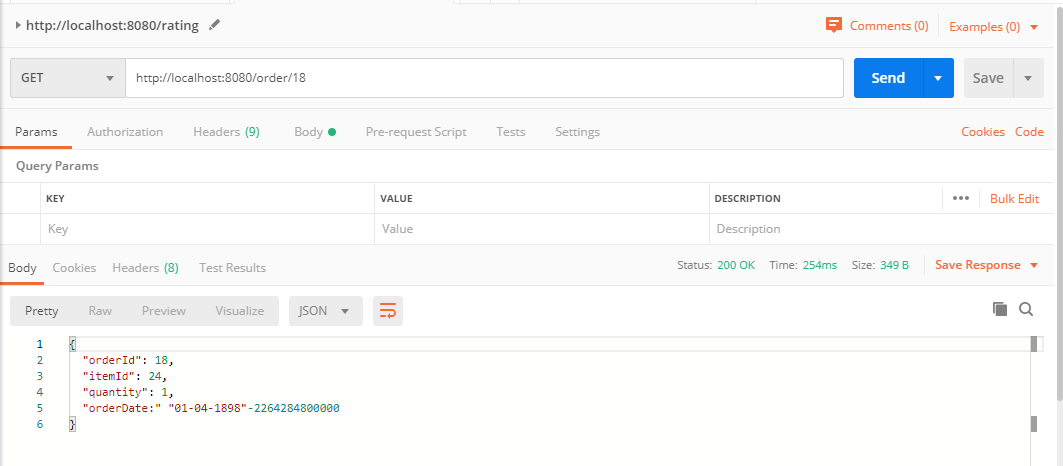 http://localhost:8080/rating
Comments (0)
Examples (0)
GET
http://localhost:8080/order/18
Send
Save
Params
Authorization
Headers (9)
Body
Pre-request Script
Tests
Settings
Cookies
Code
Query Params
KEY
VALUE
DESCRIPTION
Bulk Edit
Key
Value
Description
Body
Cookies
Headers (8)
Test Results
Status: 200 OK
Time: 254ms
Size: 349 B
Save Response
Pretty
Raw
Preview
Visualize
JSON
1 {
2 "orderId": 18,
3 "itemId": 24,
4 "quantity": 1,
5 "orderDate:" "01-04-1898"-2264284800000
6 }